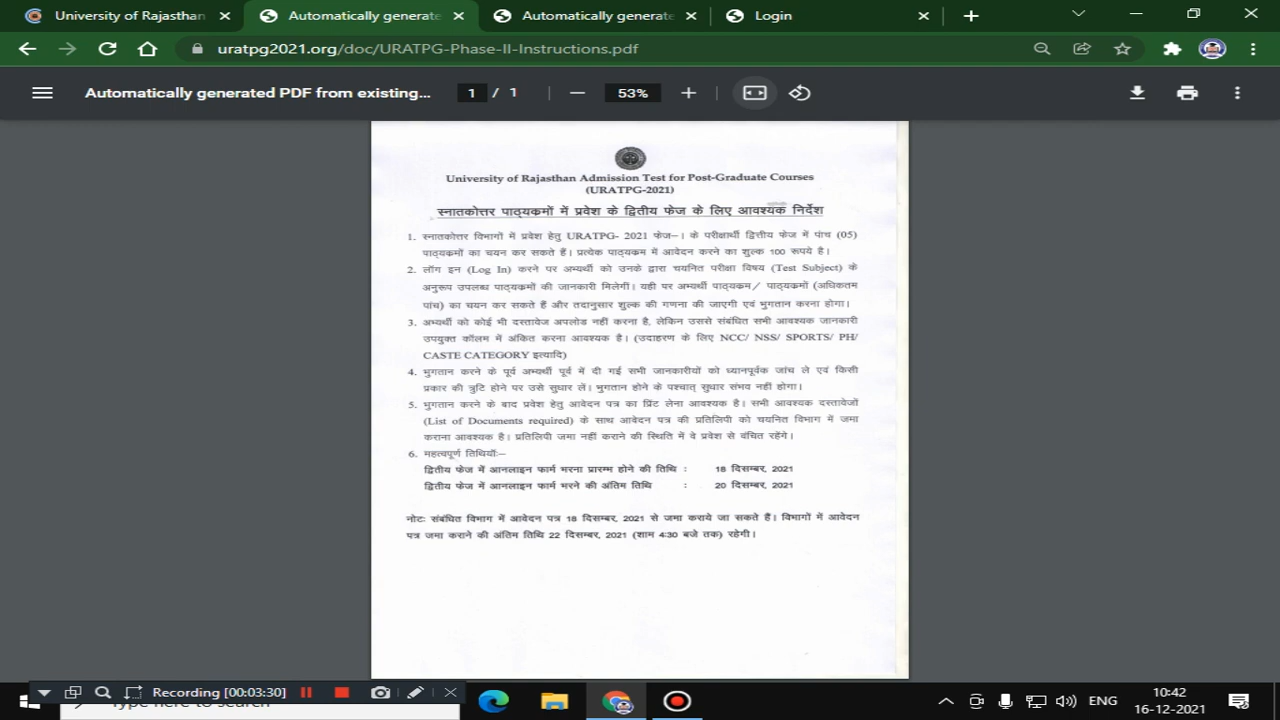 University of Rajasthan
Automatically generate
Automatically generate
Login
uratpg2021.org/doc/URATPG-Phase-II-Instructions.pdf
Automatically generated PDF from existing...
1 / 1
53%
University of Rajasthan Admission Test for Post-Graduate Courses
(URATPG-2021)
स्नातकोत्तर पाठ्यक्रमों में प्रवेश के द्वितीय फेज के लिए आवश्यक निर्देश
1. स्नातकोत्तर विभागों में प्रवेश हेतु URATPG- 2021 फेज–। के परीक्षार्थी द्वितीय फेज में पांच (05)
पाठ्यक्रमों का चयन कर सकते हैं। प्रत्येक पाठ्यक्रम में आवेदन करने का शुल्क 100 रूपये है।
2. लॉग इन (Log In) करने पर अभ्यर्थी को उनके द्वारा चयनित परीक्षा विषय (Test Subject) के
अनुरूप उपलब्ध पाठ्यक्रमों की जानकारी मिलेगी। यही पर अभ्यर्थी पाठ्यक्रम/ पाठ्यक्रमों (अधिकतम
पांच) का चयन कर सकते हैं और तदानुसार शुल्क की गणना की जाएगी एवं भुगतान करना होगा।
3. अभ्यर्थी को कोई भी दस्तावेज अपलोड नहीं करना है, लेकिन उससे संबंधित सभी आवश्यक जानकारी
उपयुक्त कॉलम में अंकित करना आवश्यक है। (उदाहरण के लिए NCC/ NSS/ SPORTS/ PH/
CASTE CATEGORY इत्यादि)
4. भुगतान करने के पूर्व अभ्यर्थी पूर्व में दी गई सभी जानकारीयों को ध्यानपूर्वक जांच ले एवं किसी
प्रकार की त्रुटि होने पर उसे सुधार लें। भुगतान होने के पश्चात् सुधार संभव नहीं होगा।
5. भुगतान करने के बाद प्रवेश हेतु आवेदन पत्र का प्रिंट लेना आवश्यक है। सभी आवश्यक दस्तावेजों
(List of Documents required) के साथ आवेदन पत्र की प्रतिलिपी को चयनित विभाग में जमा
कराना आवश्यक है। प्रतिलिपी जमा नहीं कराने की स्थिति में वे प्रवेश से वंचित रहेंगे।
6. महत्वपूर्ण तिथियाँ:–
द्वितीय फेज में आनलाइन फार्म भरना प्रारम्भ होने की तिथि : 18 दिसम्बर, 2021
द्वितीय फेज में आनलाइन फार्म भरने की अंतिम तिथि : 20 दिसम्बर, 2021
नोटः संबंधित विभाग में आवेदन पत्र 18 दिसम्बर, 2021 से जमा कराये जा सकते हैं। विभागों में आवेदन
पत्र जमा कराने की अंतिम तिथि 22 दिसम्बर, 2021 (शाम 4:30 बजे तक) रहेगी।
Recording [00:03:30]
Type here to search
ENG
10:42
16-12-2021